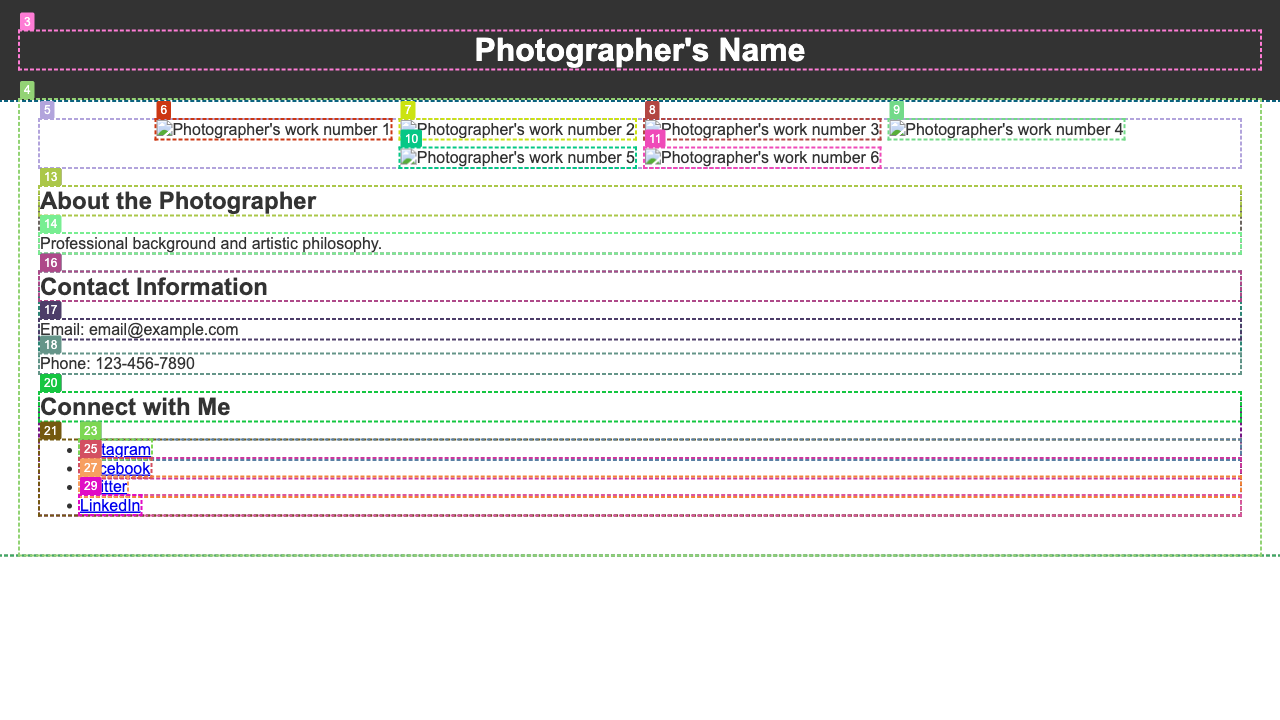 3
Photographer's Name
4
5 6 7 8 9
Photographer's work number 1 Photographer's work number 2 Photographer's work number 3 Photographer's work number 4
10 11
Photographer's work number 5 Photographer's work number 6
13
About the Photographer
14
Professional background and artistic philosophy.
16
Contact Information
17
Email: email@example.com
18
Phone: 123-456-7890
20
Connect with Me
21 23
25 tagram
27 cebook
29 itter
LinkedIn